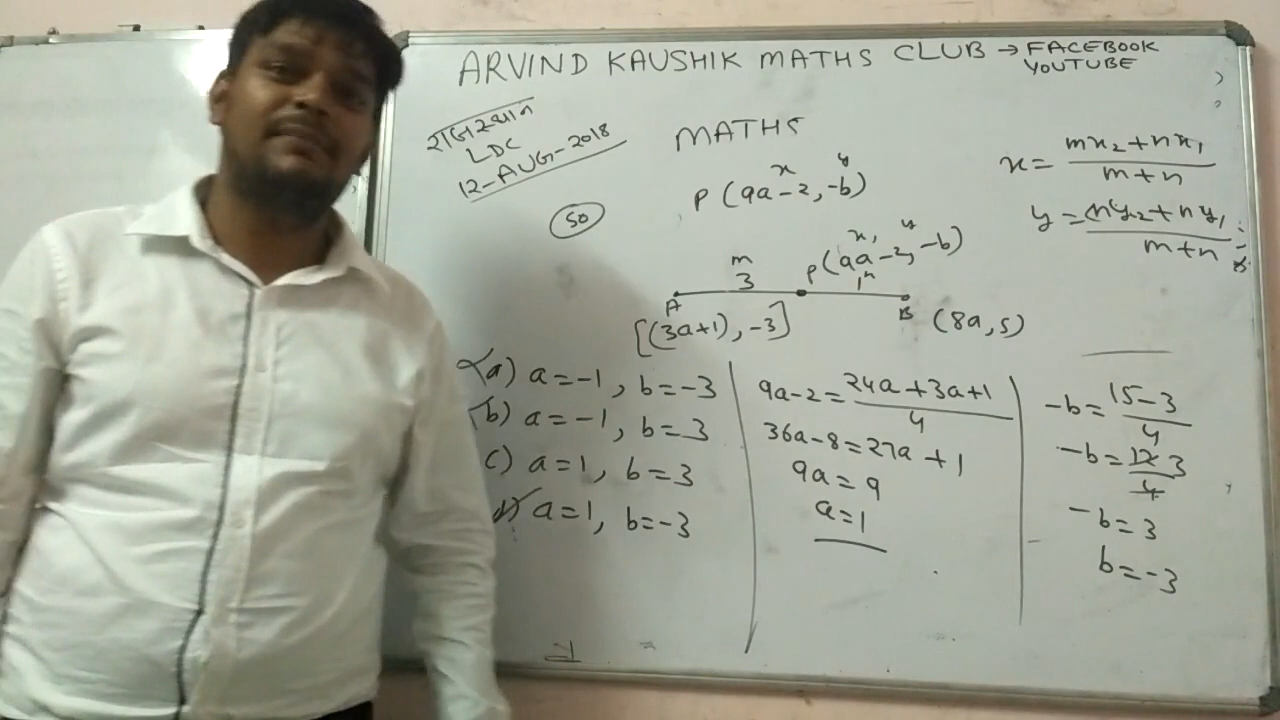 ARVIND KAUSHIK MATHS CLUB → FACEBOOK
YOUTUBE
राजस्थान
LDC
12-AUG-2018
MATHS
50
x y
P (9a-2, -b)
x = mx₂+nx₁ / m+n
y = my₂+ny₁ / m+n
x, y
P(9a-2, -b)
m n
3 1
A B
[(3a+1), -3] (8a, 5)
a) a=-1, b=-3
b) a=-1, b=3
c) a=1, b=3
d) a=1, b=-3
9a-2 = 24a+3a+1 / 4
36a-8=27a+1
9a=9
a=1
-b = 15-3 / 4
-b = 12 3 / 4
-b=3
b=-3